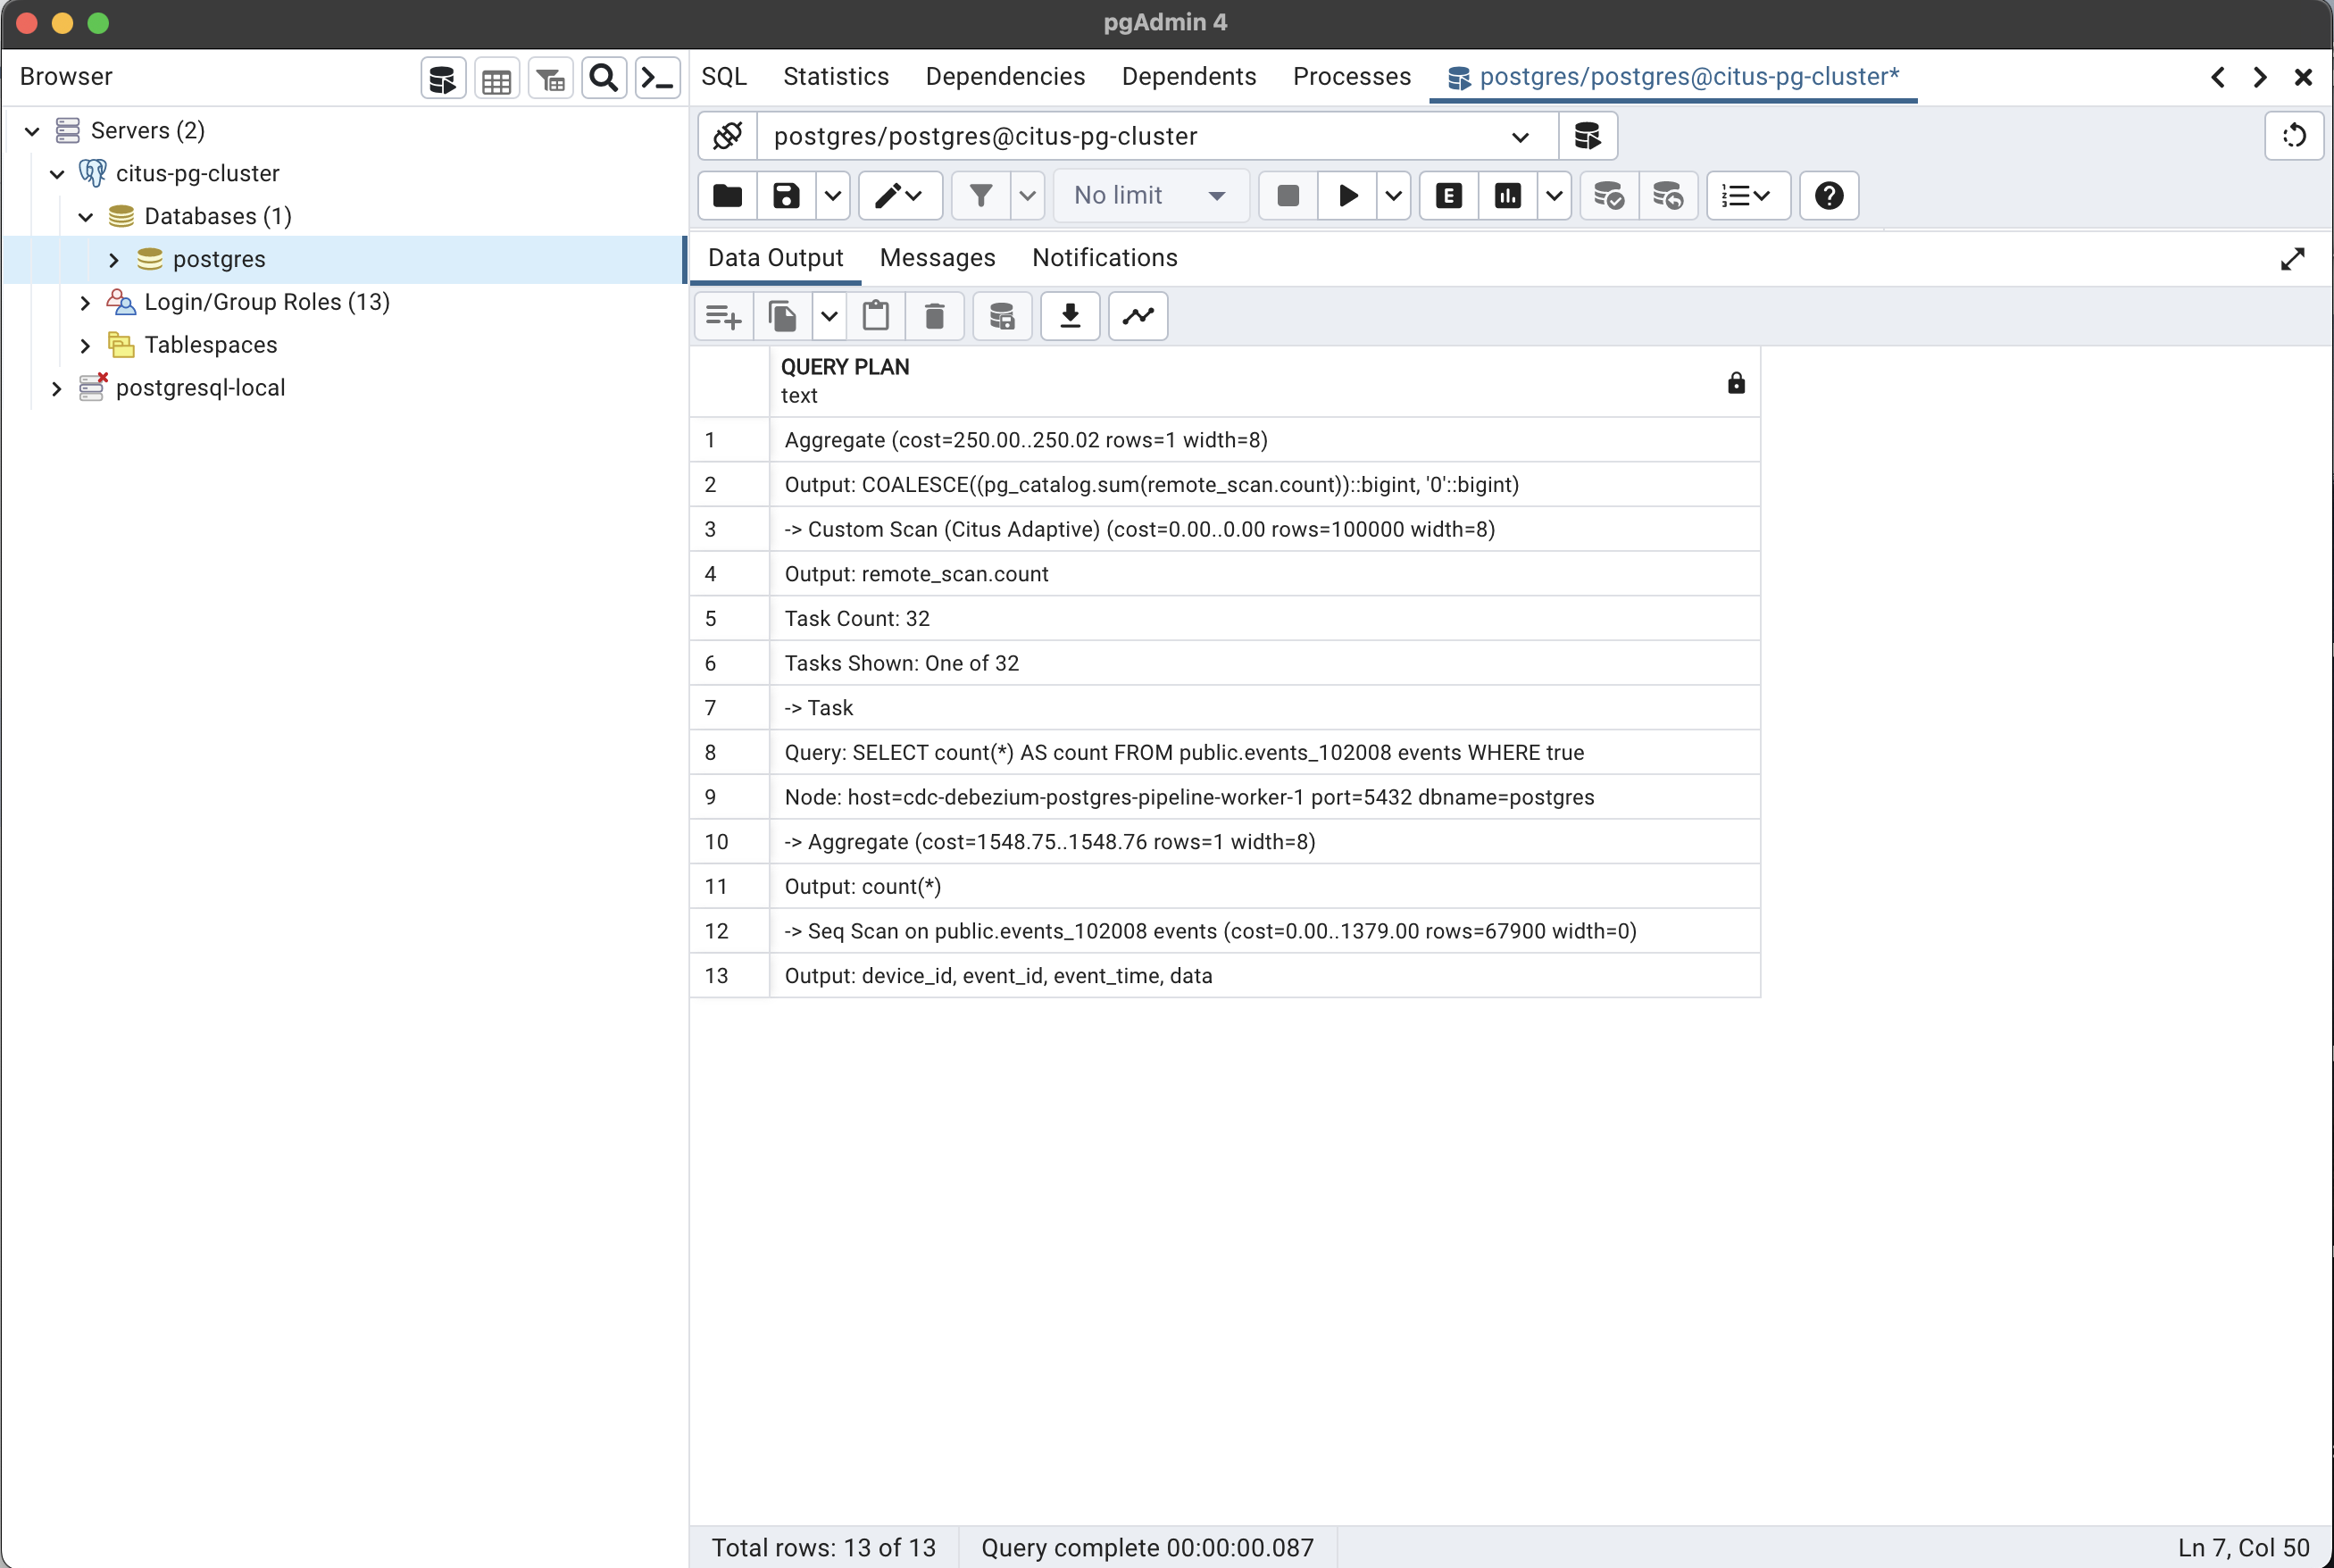 pgAdmin 4
Browser
SQL Statistics Dependencies Dependents Processes postgres/postgres@citus-pg-cluster*
Servers (2)
citus-pg-cluster
Databases (1)
postgres
Login/Group Roles (13)
Tablespaces
postgresql-local
postgres/postgres@citus-pg-cluster
No limit
E
Data Output Messages Notifications
QUERY PLAN
text
1 Aggregate (cost=250.00..250.02 rows=1 width=8)
2 Output: COALESCE((pg_catalog.sum(remote_scan.count))::bigint, '0'::bigint)
3 -> Custom Scan (Citus Adaptive) (cost=0.00..0.00 rows=100000 width=8)
4 Output: remote_scan.count
5 Task Count: 32
6 Tasks Shown: One of 32
7 -> Task
8 Query: SELECT count(*) AS count FROM public.events_102008 events WHERE true
9 Node: host=cdc-debezium-postgres-pipeline-worker-1 port=5432 dbname=postgres
10 -> Aggregate (cost=1548.75..1548.76 rows=1 width=8)
11 Output: count(*)
12 -> Seq Scan on public.events_102008 events (cost=0.00..1379.00 rows=67900 width=0)
13 Output: device_id, event_id, event_time, data
Total rows: 13 of 13 Query complete 00:00:00.087 Ln 7, Col 50